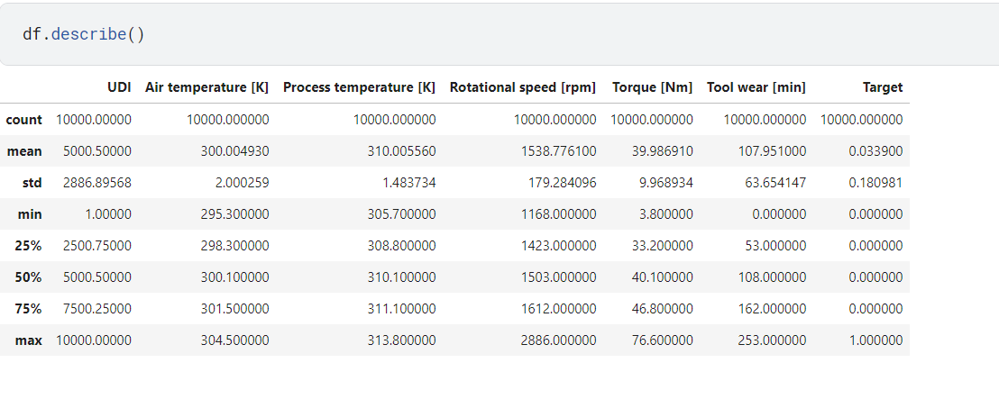 df.describe()
UDI Air temperature [K] Process temperature [K] Rotational speed [rpm] Torque [Nm] Tool wear [min] Target
count 10000.00000 10000.000000 10000.000000 10000.000000 10000.000000 10000.000000 10000.000000
mean 5000.50000 300.004930 310.005560 1538.776100 39.986910 107.951000 0.033900
std 2886.89568 2.000259 1.483734 179.284096 9.968934 63.654147 0.180981
min 1.00000 295.300000 305.700000 1168.000000 3.800000 0.000000 0.000000
25% 2500.75000 298.300000 308.800000 1423.000000 33.200000 53.000000 0.000000
50% 5000.50000 300.100000 310.100000 1503.000000 40.100000 108.000000 0.000000
75% 7500.25000 301.500000 311.100000 1612.000000 46.800000 162.000000 0.000000
max 10000.00000 304.500000 313.800000 2886.000000 76.600000 253.000000 1.000000